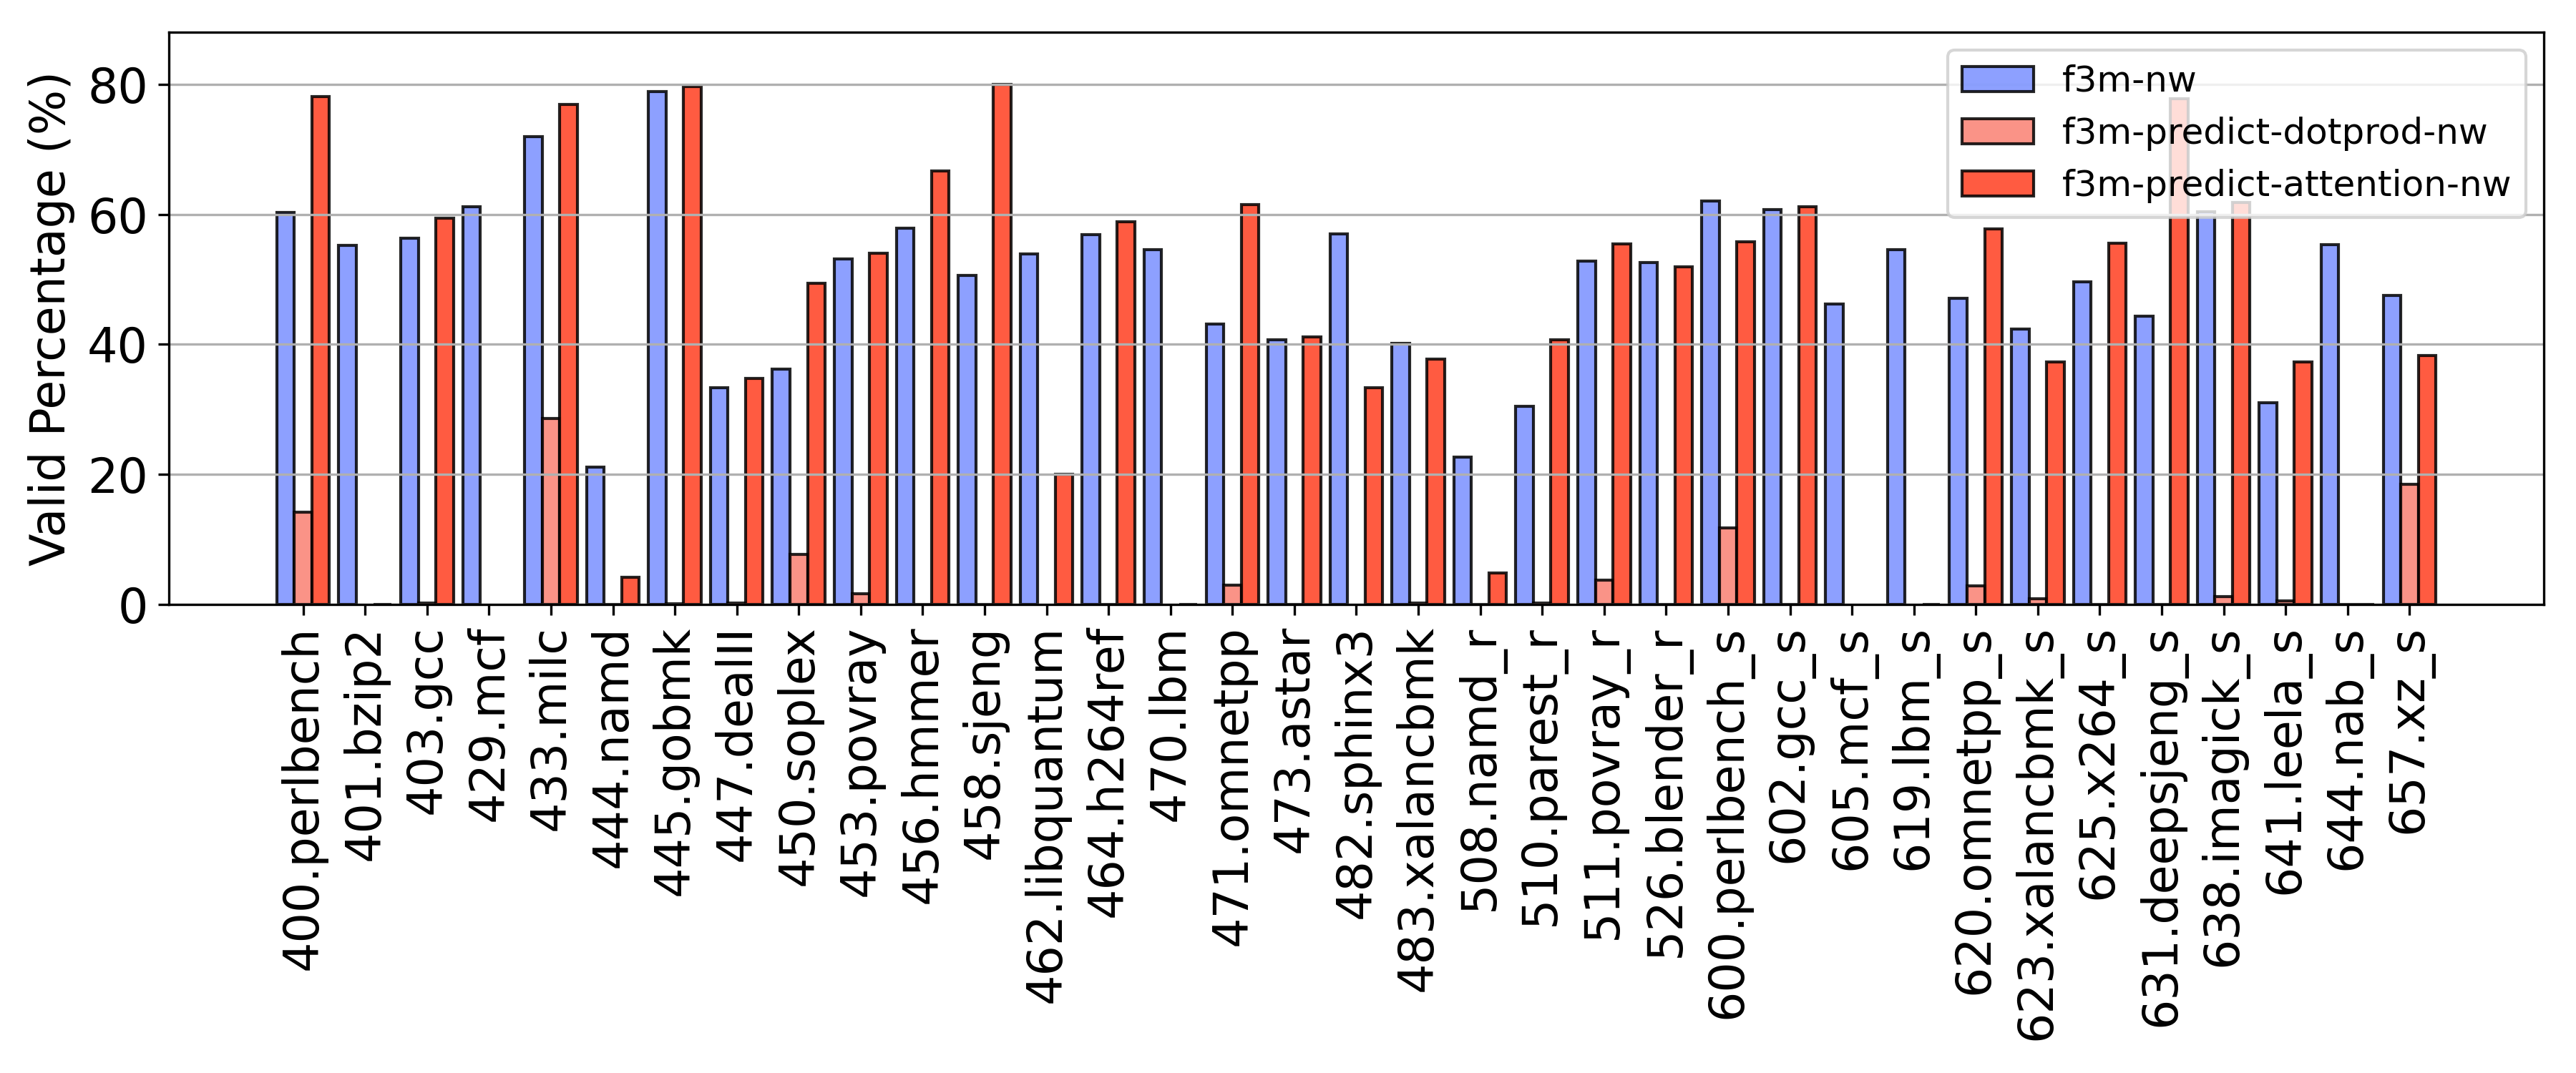 Valid Percentage (%)
80
60
40
20
0
f3m-nw
f3m-predict-dotprod-nw
f3m-predict-attention-nw
400.perlbench
401.bzip2
403.gcc
429.mcf
433.milc
444.namd
445.gobmk
447.dealII
450.soplex
453.povray
456.hmmer
458.sjeng
462.libquantum
464.h264ref
470.lbm
471.omnetpp
473.astar
482.sphinx3
483.xalancbmk
508.namd_r
510.parest_r
511.povray_r
526.blender_r
600.perlbench_s
602.gcc_s
605.mcf_s
619.lbm_s
620.omnetpp_s
623.xalancbmk_s
625.x264_s
631.deepsjeng_s
638.imagick_s
641.leela_s
644.nab_s
657.xz_s